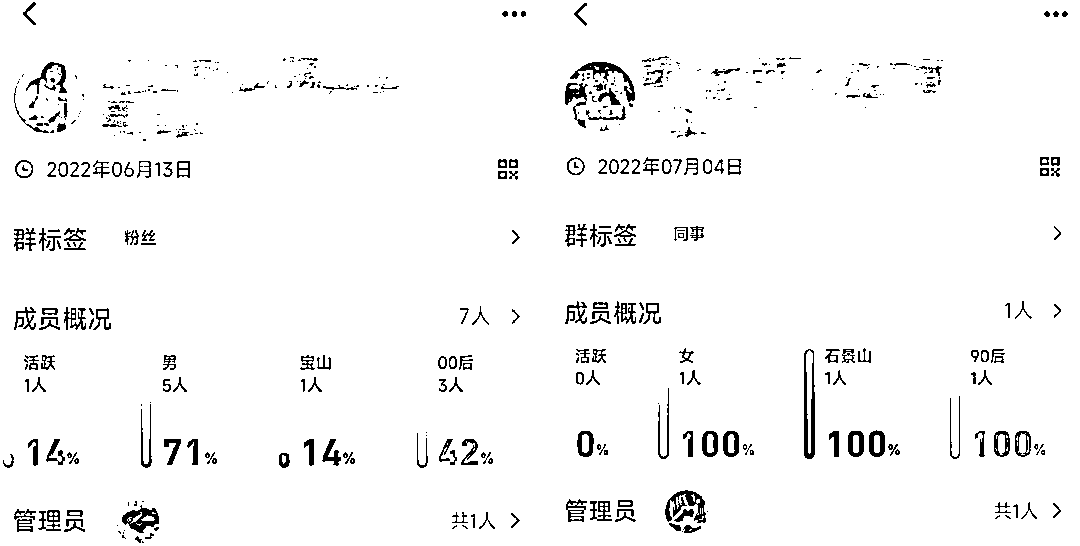 2022年06月13日
群标签 粉丝
成员概况 7人
活跃 男 宝山 00后
1人 5人 1人 3人
14% 71% 14% 42%
管理员 共1人
2022年07月04日
群标签 同事
成员概况 1人
活跃 女 石景山 90后
0人 1人 1人 1人
0% 100% 100% 100%
管理员 共1人